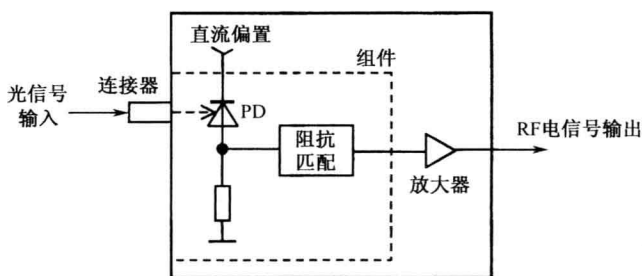 直流偏置
组件
连接器
光信号
输入
PD
阻抗
匹配
放大器
RF电信号输出